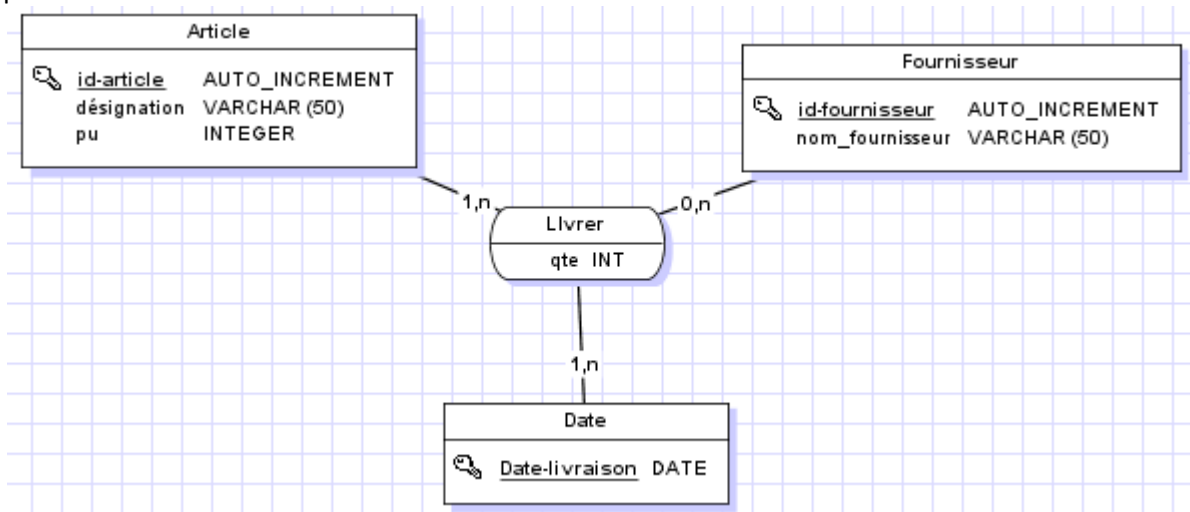 Article
id-article AUTO_INCREMENT
désignation VARCHAR (50)
pu INTEGER
Fournisseur
id-fournisseur AUTO_INCREMENT
nom_fournisseur VARCHAR (50)
1,n
0,n
LIvrer
qte INT
1,n
Date
Date-livraison DATE